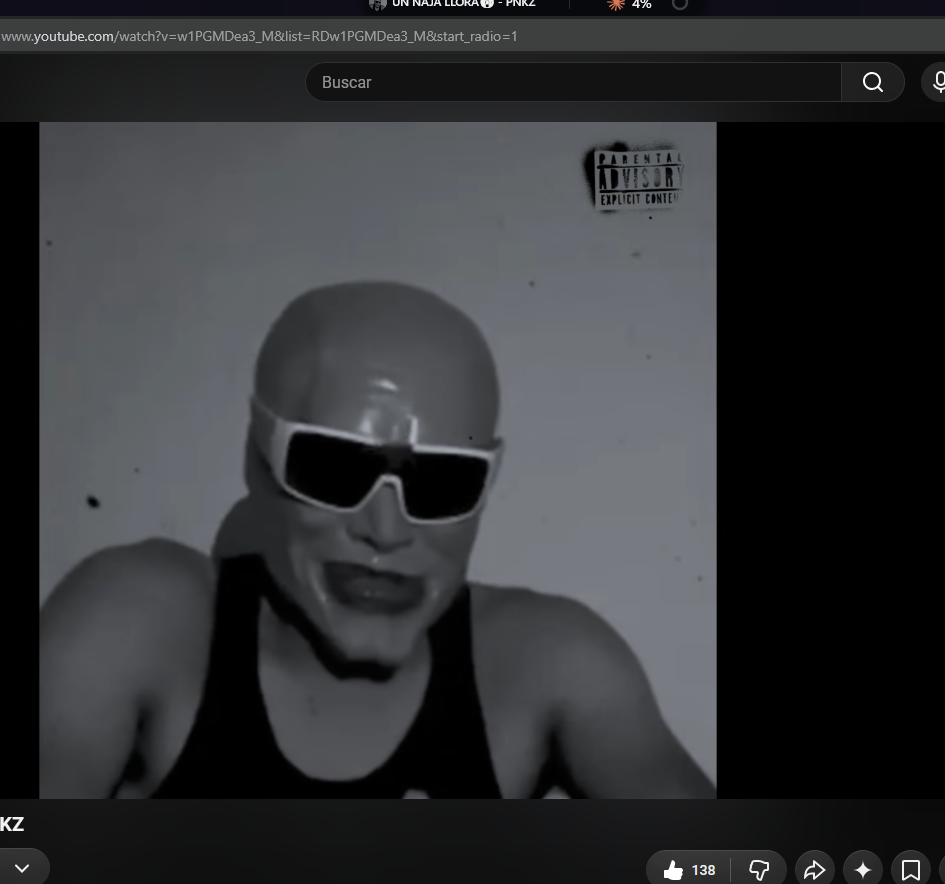 UN NAJA LLORA - PNKZ
4%
www.youtube.com/watch?v=w1PGMDea3_M&list=RDw1PGMDea3_M&start_radio=1
Buscar
PARENTAL
ADVISORY
EXPLICIT CONTE
KZ
138